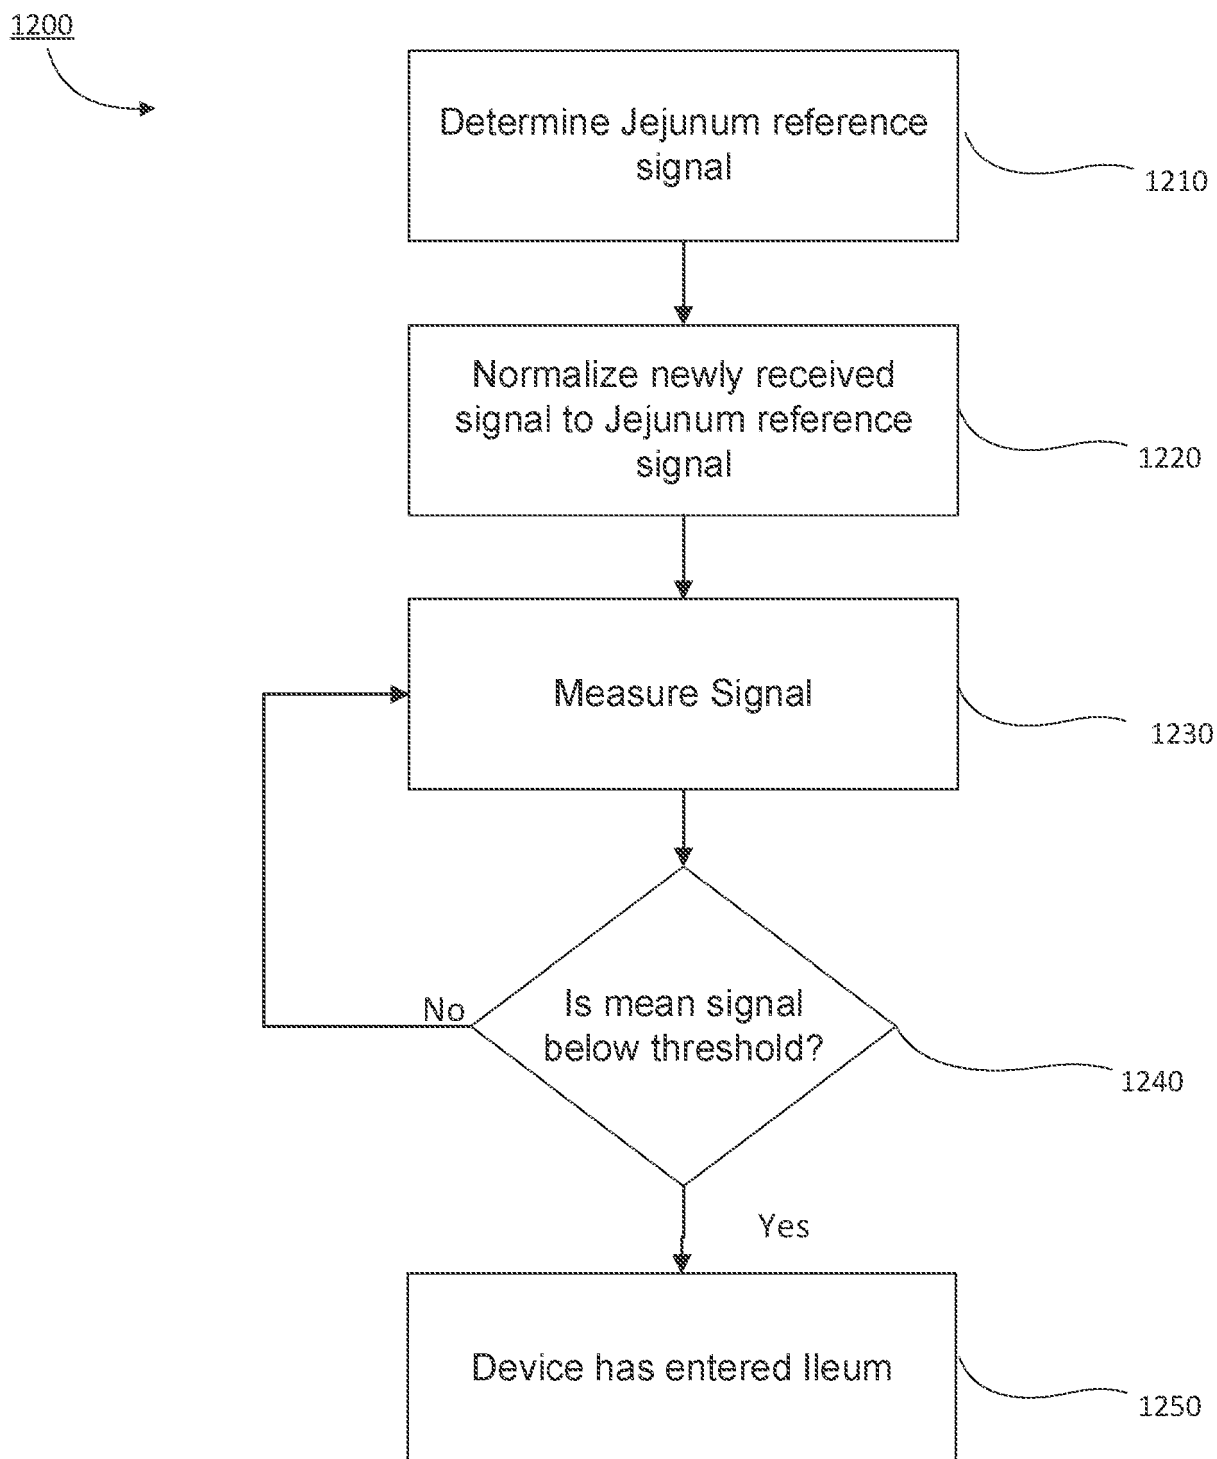 1200
Determine Jejunum reference
signal
1210
Normalize newly received
signal to Jejunum reference
signal
1220
Measure Signal
1230
Is mean signal
below threshold?
No
1240
Yes
Device has entered Ileum
1250